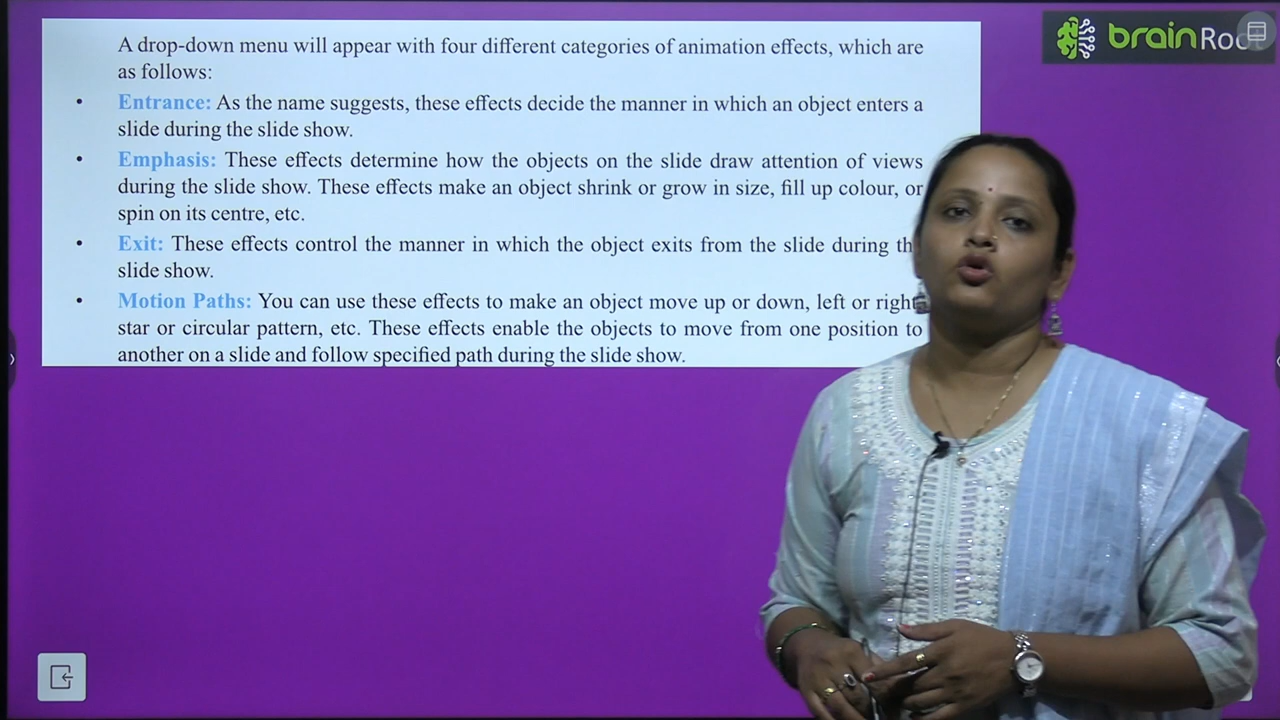 A drop-down menu will appear with four different categories of animation effects, which are
as follows:
• Entrance: As the name suggests, these effects decide the manner in which an object enters a
slide during the slide show.
• Emphasis: These effects determine how the objects on the slide draw attention of views
during the slide show. These effects make an object shrink or grow in size, fill up colour, or
spin on its centre, etc.
• Exit: These effects control the manner in which the object exits from the slide during th
slide show.
• Motion Paths: You can use these effects to make an object move up or down, left or right
star or circular pattern, etc. These effects enable the objects to move from one position to
another on a slide and follow specified path during the slide show.
brainRoot